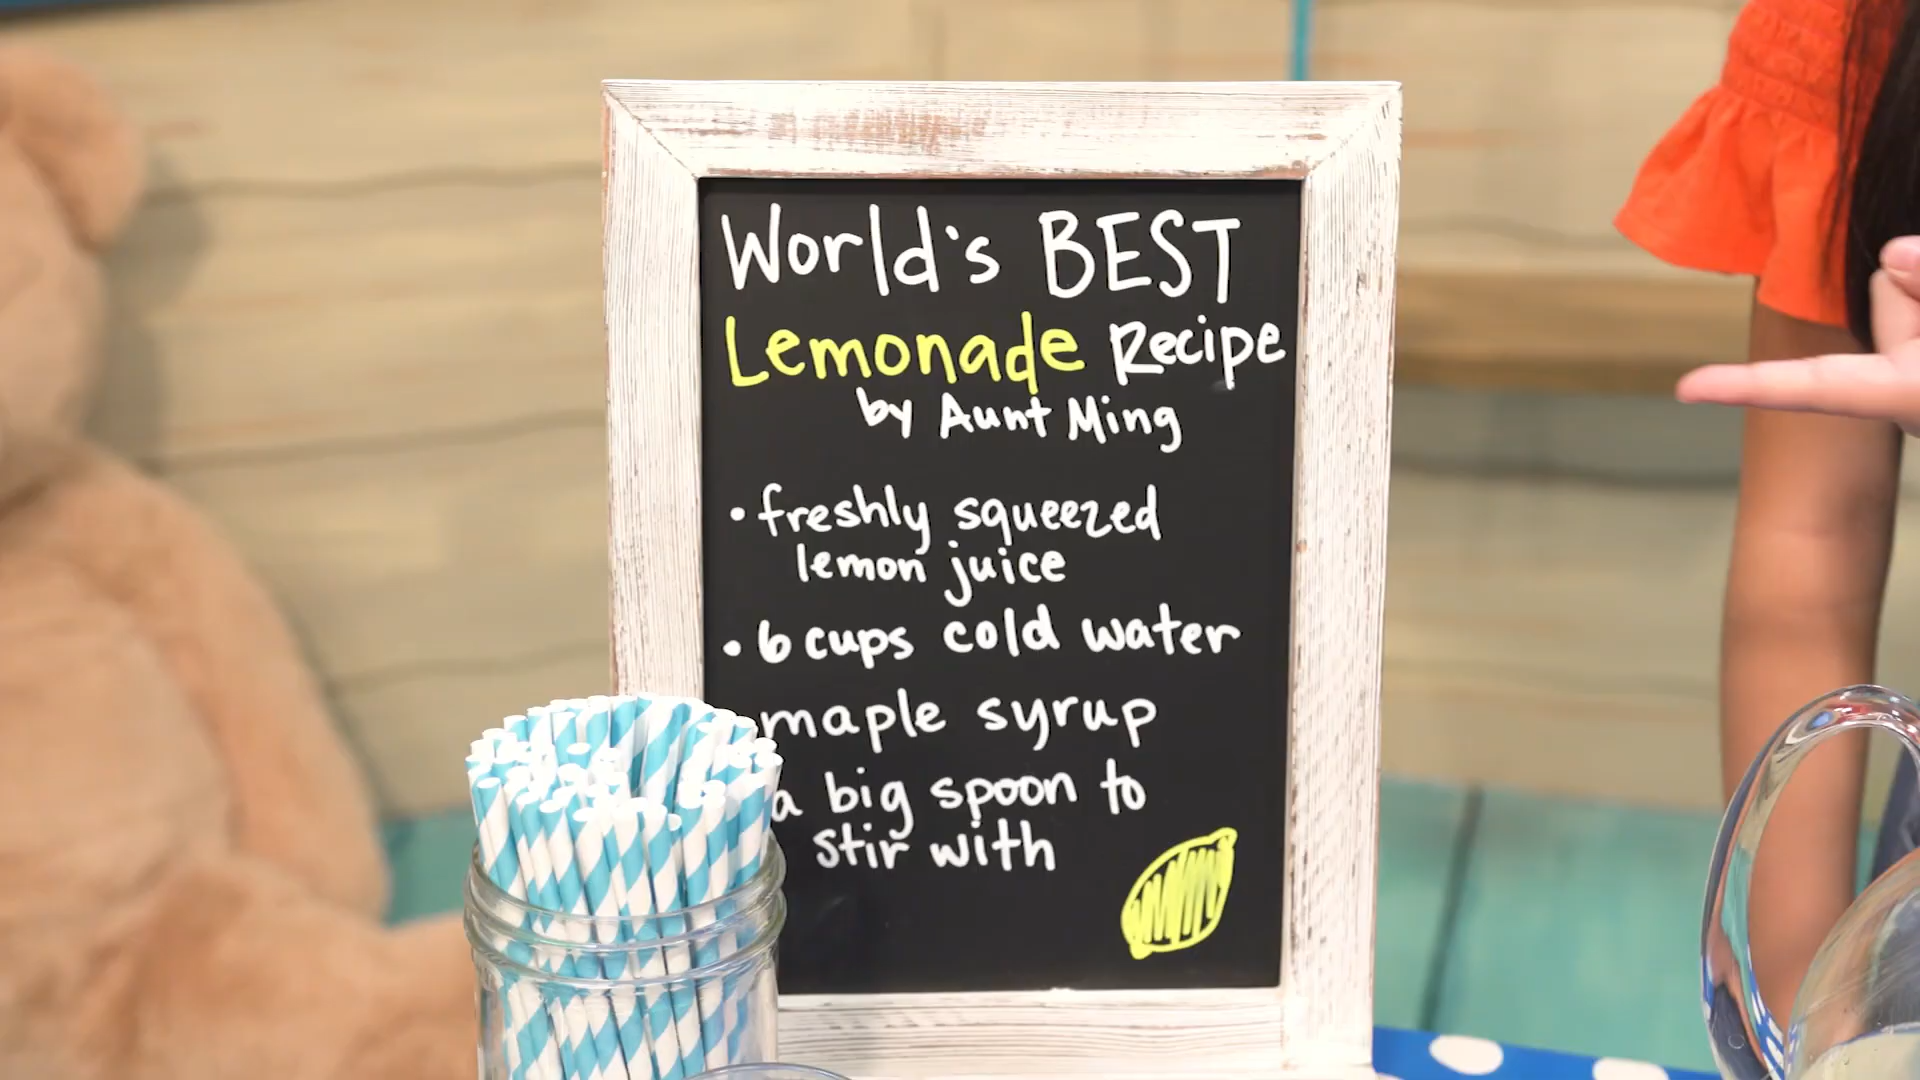 World's BEST
Lemonade Recipe
by Aunt Ming
• freshly squeezed
lemon juice
• 6 cups cold water
maple syrup
a big spoon to
stir with